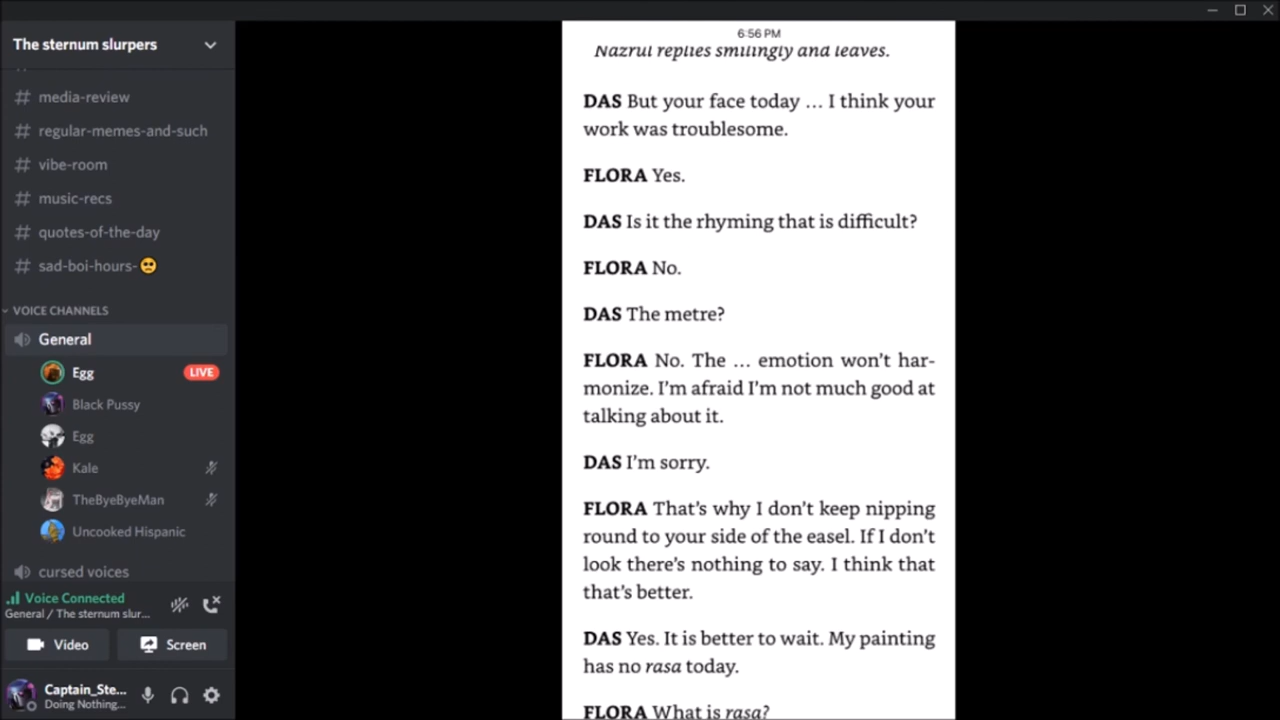 The sternum slurpers
# media-review
# regular-memes-and-such
# vibe-room
# music-recs
# quotes-of-the-day
# sad-boi-hours-🥺
VOICE CHANNELS
General
Egg LIVE
Black Pussy
Egg
Kale
TheByeByeMan
Uncooked Hispanic
cursed voices
Voice Connected
General / The sternum slur...
Video Screen
Captain_Ste...
Doing Nothing...
6:56 PM
Nazrul replies smilingly and leaves.
DAS But your face today … I think your
work was troublesome.
FLORA Yes.
DAS Is it the rhyming that is difficult?
FLORA No.
DAS The metre?
FLORA No. The … emotion won’t har-
monize. I’m afraid I’m not much good at
talking about it.
DAS I’m sorry.
FLORA That’s why I don’t keep nipping
round to your side of the easel. If I don’t
look there’s nothing to say. I think that
that’s better.
DAS Yes. It is better to wait. My painting
has no rasa today.
FLORA What is rasa?